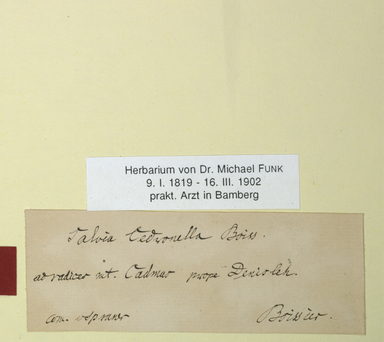 Herbarium von Dr. Michael FUNK
9. I. 1819 - 16. III. 1902
prakt. Arzt in Bamberg
Salvia Cedronella Boiss.
ad radices mt. Cadmus prope Denisleh.
Boissier.